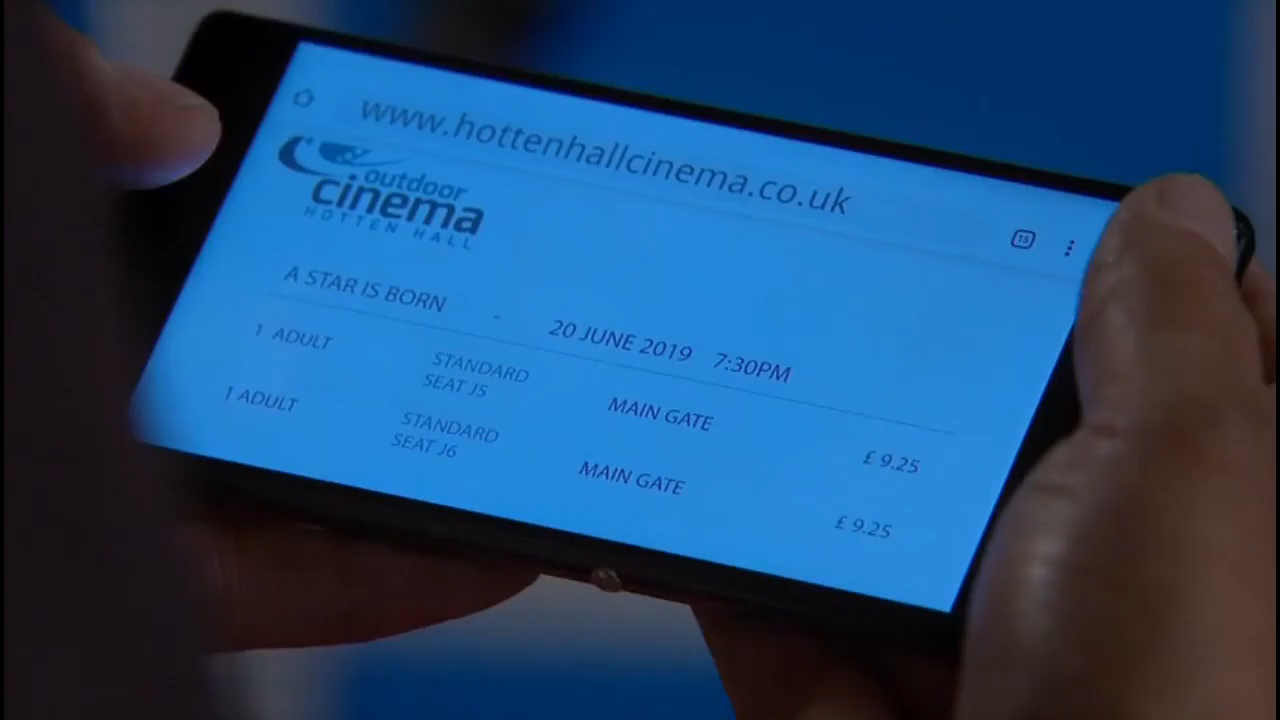 www.hottenhallcinema.co.uk
15
outdoor
cinema
HOTTEN HALL
A STAR IS BORN - 20 JUNE 2019 7:30PM
1 ADULT STANDARD MAIN GATE £ 9.25
SEAT J5
1 ADULT STANDARD MAIN GATE £ 9.25
SEAT J6